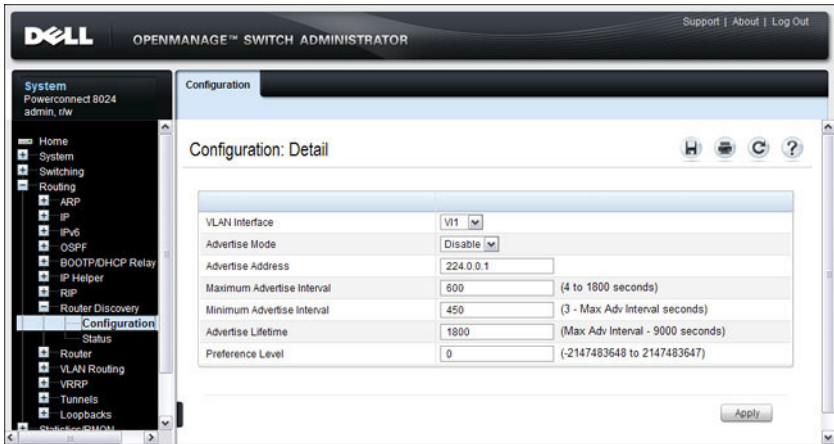 Support | About | Log Out
DELL OPENMANAGE™ SWITCH ADMINISTRATOR
System
Powerconnect 8024
admin, r/w
Home
System
Switching
Routing
ARP
IP
IPv6
OSPF
BOOTP/DHCP Relay
IP Helper
RIP
Router Discovery
Configuration
Status
Router
VLAN Routing
VRRP
Tunnels
Loopbacks
Statistics/RMON
Configuration
Configuration: Detail
VLAN Interface Vl1
Advertise Mode Disable
Advertise Address 224.0.0.1
Maximum Advertise Interval 600 (4 to 1800 seconds)
Minimum Advertise Interval 450 (3 - Max Adv Interval seconds)
Advertise Lifetime 1800 (Max Adv Interval - 9000 seconds)
Preference Level 0 (-2147483648 to 2147483647)
Apply